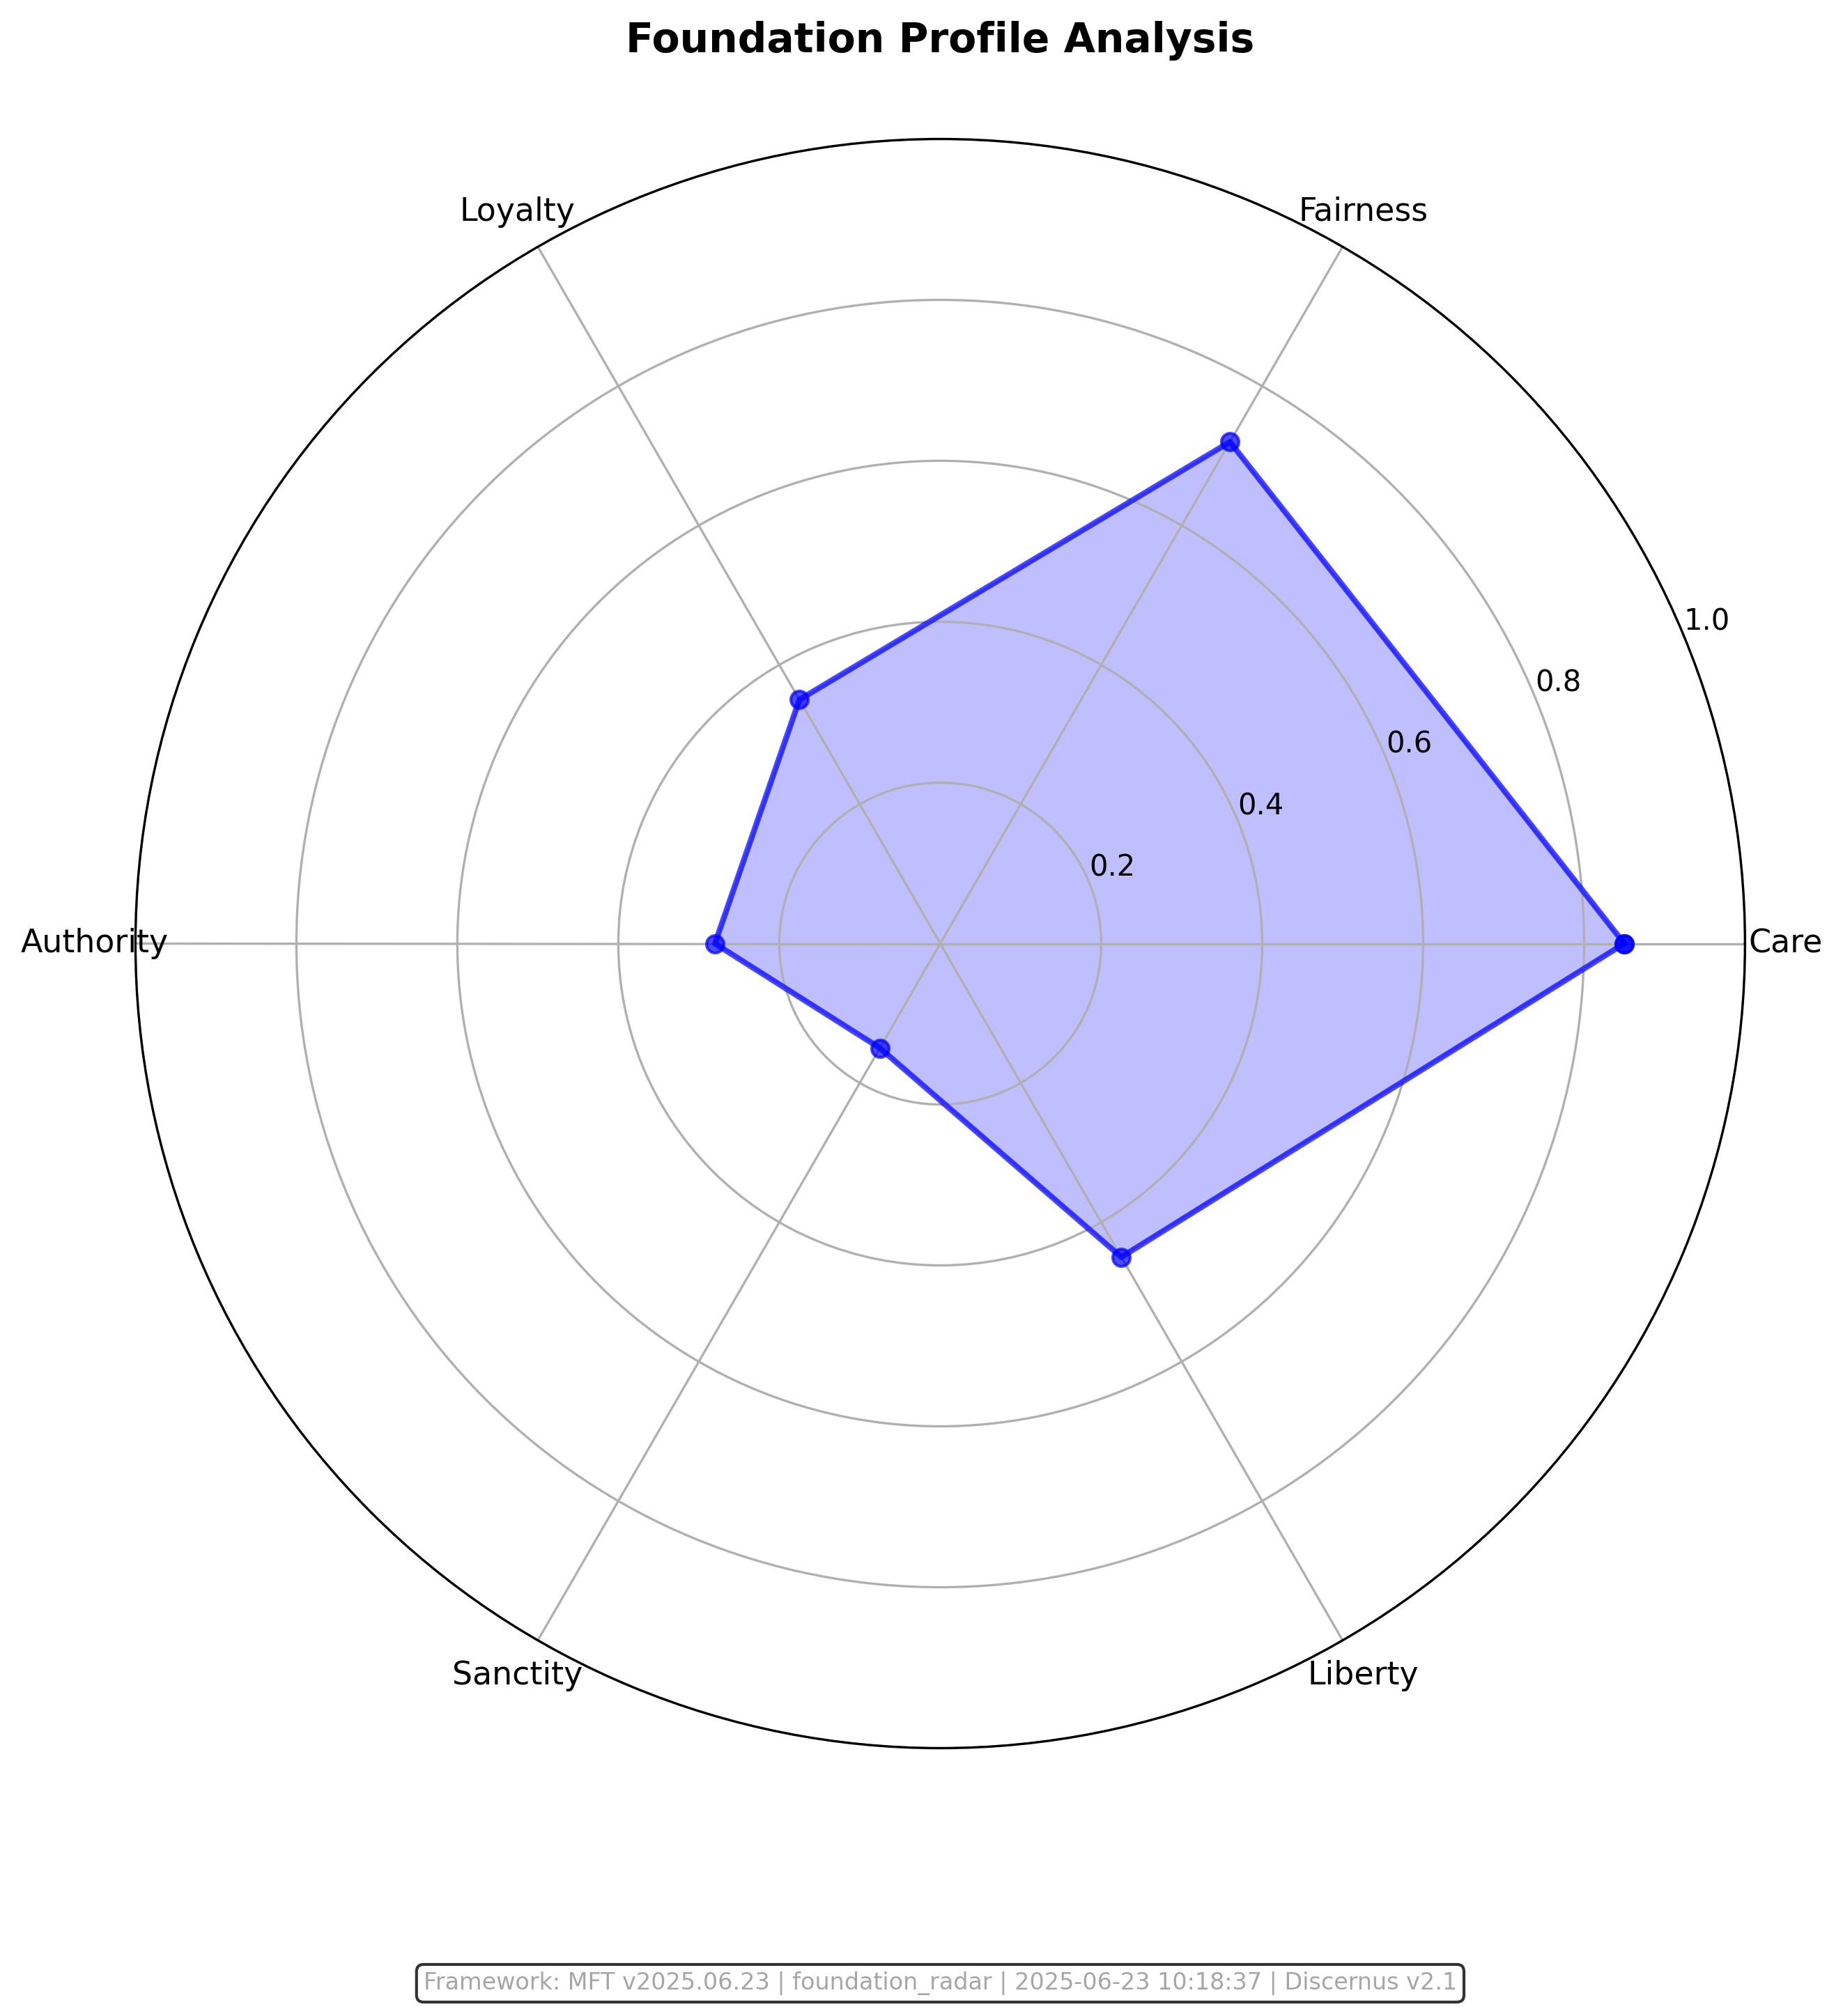 Foundation Profile Analysis
Loyalty
Fairness
1.0
0.8
0.6
0.4
0.2
Authority
Care
Sanctity
Liberty
Framework: MFT v2025.06.23 | foundation_radar | 2025-06-23 10:18:37 | Discernus v2.1